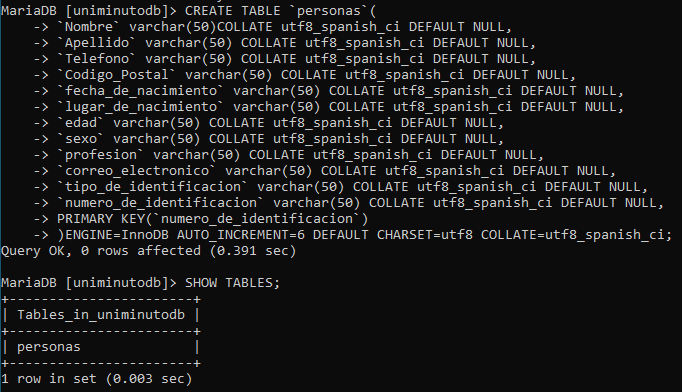 MariaDB [uniminutodb]> CREATE TABLE `personas`(
    -> `Nombre` varchar(50)COLLATE utf8_spanish_ci DEFAULT NULL,
    -> `Apellido` varchar(50) COLLATE utf8_spanish_ci DEFAULT NULL,
    -> `Telefono` varchar(50) COLLATE utf8_spanish_ci DEFAULT NULL,
    -> `Codigo_Postal` varchar(50) COLLATE utf8_spanish_ci DEFAULT NULL,
    -> `fecha_de_nacimiento` varchar(50) COLLATE utf8_spanish_ci DEFAULT NULL,
    -> `lugar_de_nacimiento` varchar(50) COLLATE utf8_spanish_ci DEFAULT NULL,
    -> `edad` varchar(50) COLLATE utf8_spanish_ci DEFAULT NULL,
    -> `sexo` varchar(50) COLLATE utf8_spanish_ci DEFAULT NULL,
    -> `profesion` varchar(50) COLLATE utf8_spanish_ci DEFAULT NULL,
    -> `correo_electronico` varchar(50) COLLATE utf8_spanish_ci DEFAULT NULL,
    -> `tipo_de_identificacion` varchar(50) COLLATE utf8_spanish_ci DEFAULT NULL,
    -> `numero_de_identificacion` varchar(50) COLLATE utf8_spanish_ci DEFAULT NULL,
    -> PRIMARY KEY(`numero_de_identificacion`)
    -> )ENGINE=InnoDB AUTO_INCREMENT=6 DEFAULT CHARSET=utf8 COLLATE=utf8_spanish_ci;
Query OK, 0 rows affected (0.391 sec)

MariaDB [uniminutodb]> SHOW TABLES;
+-----------------------+
| Tables_in_uniminutodb |
+-----------------------+
| personas              |
+-----------------------+
1 row in set (0.003 sec)